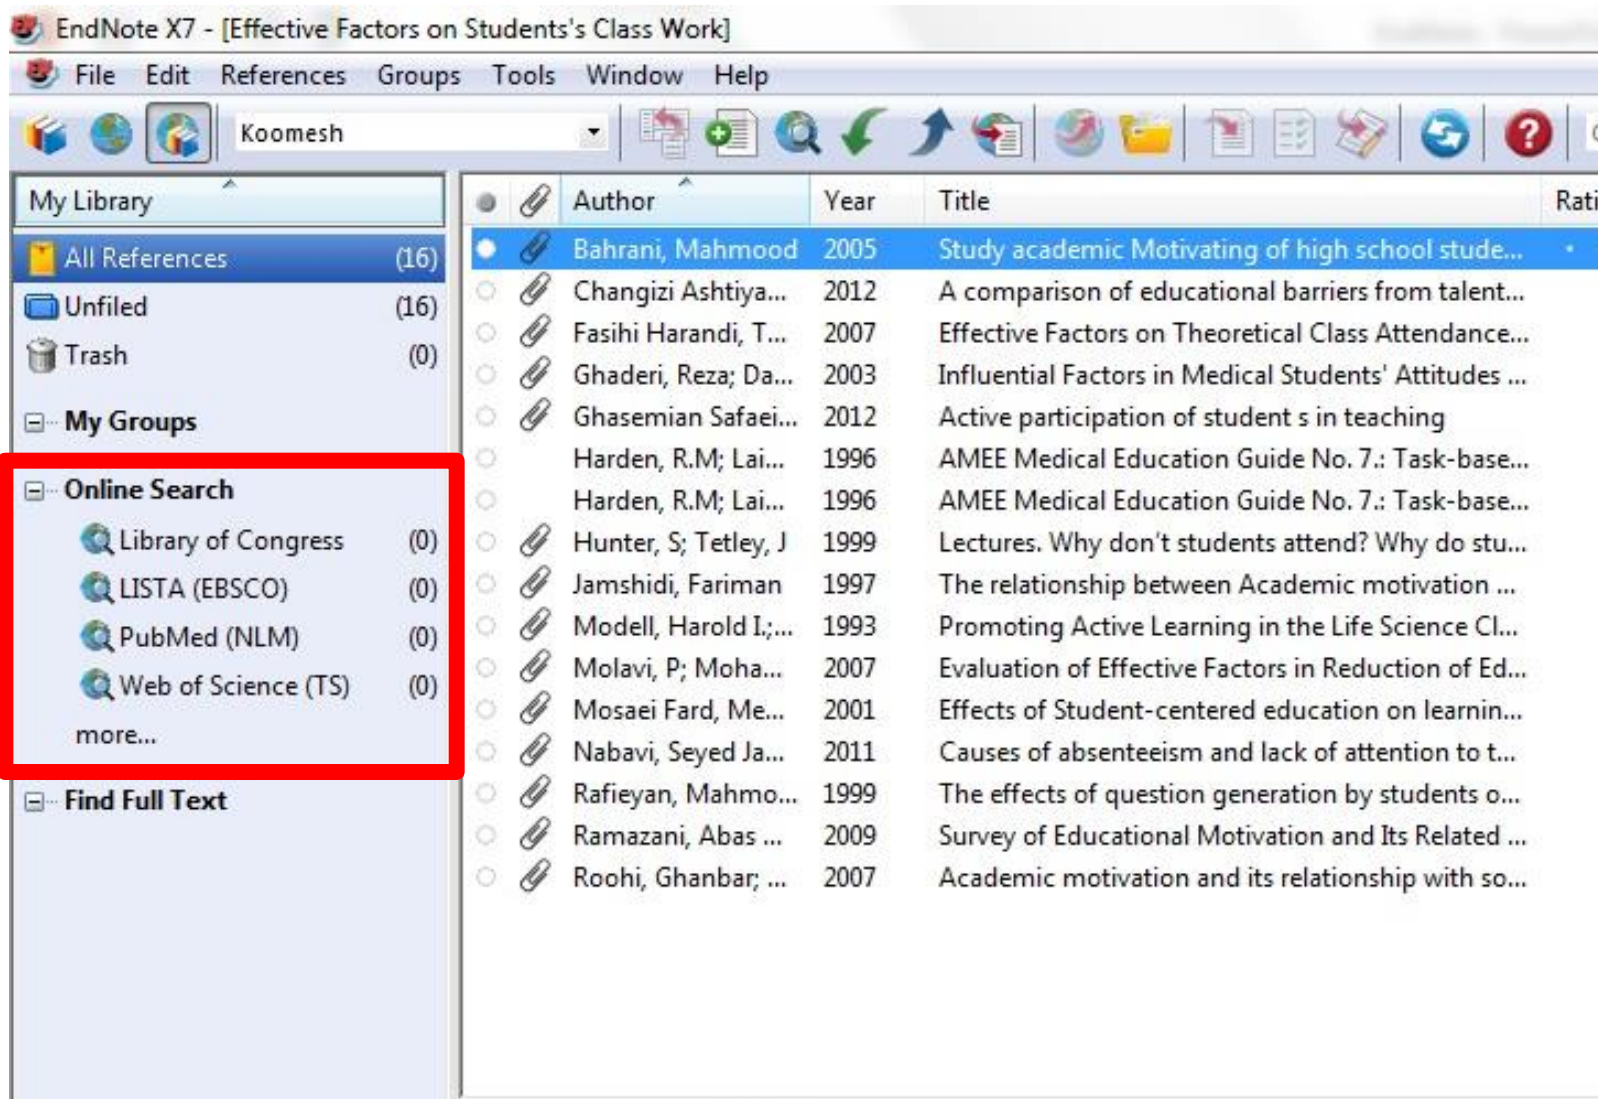 EndNote X7 - [Effective Factors on Students's Class Work]
File Edit References Groups Tools Window Help
Koomesh
My Library
All References (16)
Unfiled (16)
Trash (0)
My Groups
Online Search
Library of Congress (0)
LISTA (EBSCO) (0)
PubMed (NLM) (0)
Web of Science (TS) (0)
more...
Find Full Text
Author Year Title Rati
Bahrani, Mahmood 2005 Study academic Motivating of high school stude...
Changizi Ashtiya... 2012 A comparison of educational barriers from talent...
Fasihi Harandi, T... 2007 Effective Factors on Theoretical Class Attendance...
Ghaderi, Reza; Da... 2003 Influential Factors in Medical Students' Attitudes ...
Ghasemian Safaei... 2012 Active participation of student s in teaching
Harden, R.M; Lai... 1996 AMEE Medical Education Guide No. 7.: Task-base...
Harden, R.M; Lai... 1996 AMEE Medical Education Guide No. 7.: Task-base...
Hunter, S; Tetley, J 1999 Lectures. Why don't students attend? Why do stu...
Jamshidi, Fariman 1997 The relationship between Academic motivation ...
Modell, Harold I.;... 1993 Promoting Active Learning in the Life Science Cl...
Molavi, P; Moha... 2007 Evaluation of Effective Factors in Reduction of Ed...
Mosaei Fard, Me... 2001 Effects of Student-centered education on learnin...
Nabavi, Seyed Ja... 2011 Causes of absenteeism and lack of attention to t...
Rafieyan, Mahmo... 1999 The effects of question generation by students o...
Ramazani, Abas ... 2009 Survey of Educational Motivation and Its Related ...
Roohi, Ghanbar; ... 2007 Academic motivation and its relationship with so...